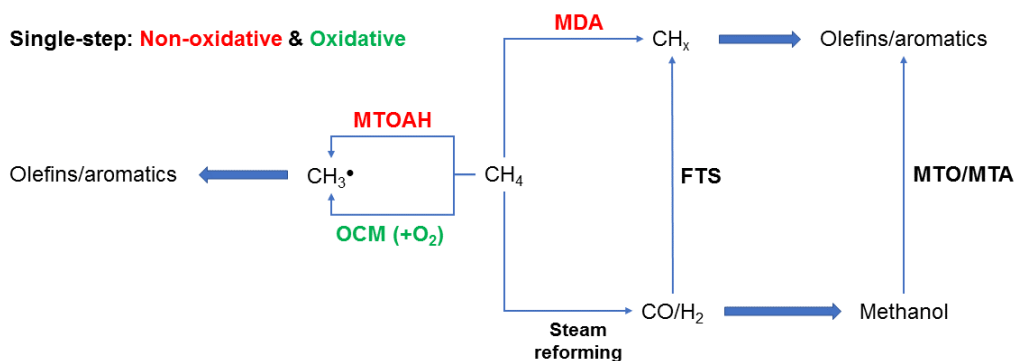 MDA
Single-step: Non-oxidative & Oxidative
CHₓ
Olefins/aromatics
MTOAH
Olefins/aromatics
CH₃•
CH₄
FTS
MTO/MTA
OCM (+O₂)
CO/H₂
Methanol
Steam
reforming